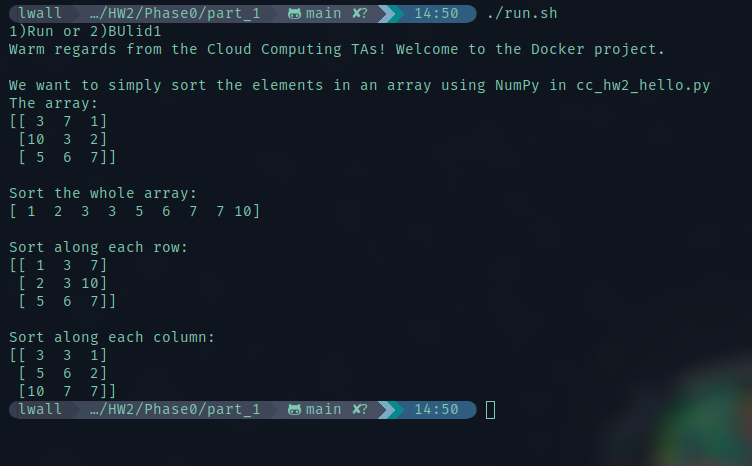 lwall …/HW2/Phase0/part_1 main ✘? 14:50 ./run.sh
1)Run or 2)BUlid1
Warm regards from the Cloud Computing TAs! Welcome to the Docker project.
We want to simply sort the elements in an array using NumPy in cc_hw2_hello.py
The array:
[[ 3  7  1]
 [10  3  2]
 [ 5  6  7]]
Sort the whole array:
[ 1  2  3  3  5  6  7  7 10]
Sort along each row:
[[ 1  3  7]
 [ 2  3 10]
 [ 5  6  7]]
Sort along each column:
[[ 3  3  1]
 [ 5  6  2]
 [10  7  7]]
lwall …/HW2/Phase0/part_1 main ✘? 14:50